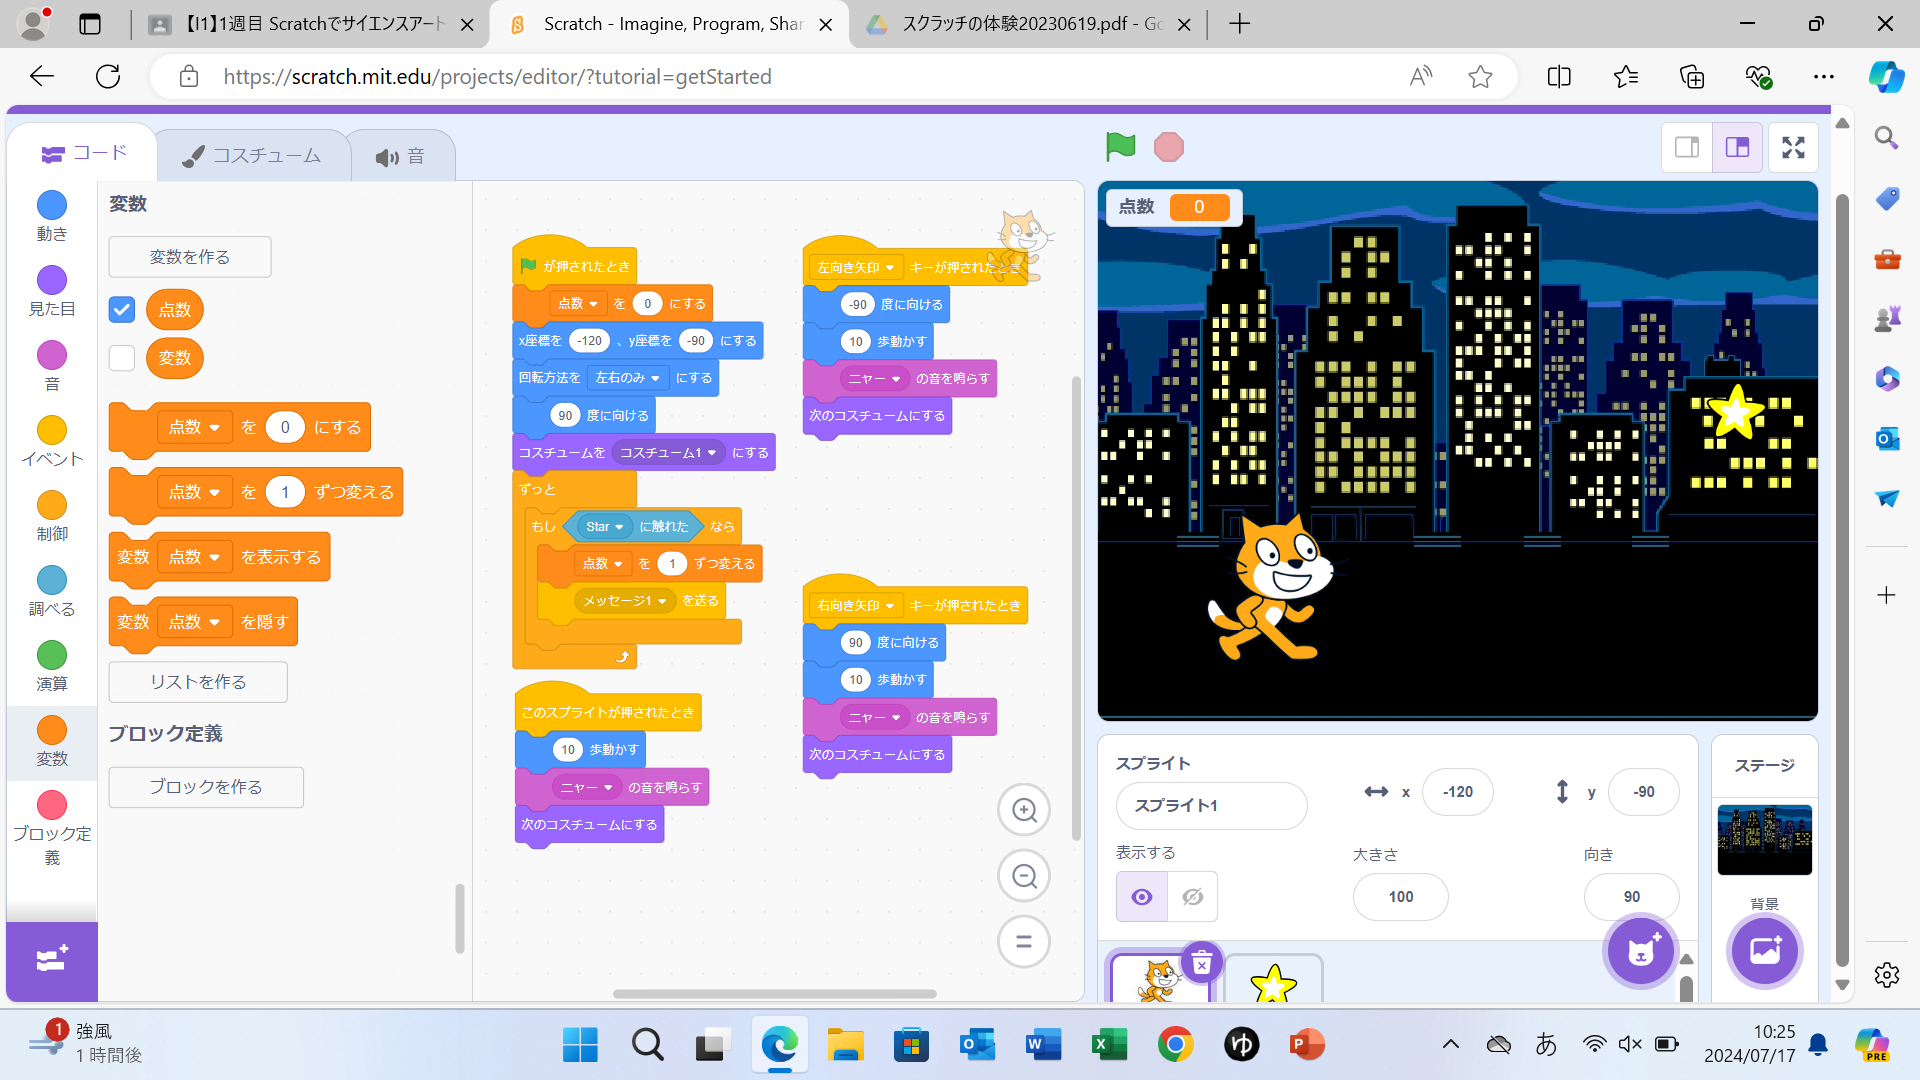 【I1】1週目 Scratchでサイエンスアート
Scratch - Imagine, Program, Shar
スクラッチの体験20230619.pdf - Go
https://scratch.mit.edu/projects/editor/?tutorial=getStarted
コード
コスチューム
音
動き
見た目
音
イベント
制御
調べる
演算
変数
ブロック定
義
変数
変数を作る
点数
変数
点数 を 0 にする
点数 を 1 ずつ変える
変数 点数 を表示する
変数 点数 を隠す
リストを作る
ブロック定義
ブロックを作る
が押されたとき
点数 を 0 にする
x座標を -120 、y座標を -90 にする
回転方法を 左右のみ にする
90 度に向ける
コスチュームを コスチューム1 にする
ずっと
もし Star に触れた なら
点数 を 1 ずつ変える
メッセージ1 を送る
このスプライトが押されたとき
10 歩動かす
ニャー の音を鳴らす
次のコスチュームにする
左向き矢印 キーが押されたとき
-90 度に向ける
10 歩動かす
ニャー の音を鳴らす
次のコスチュームにする
右向き矢印 キーが押されたとき
90 度に向ける
10 歩動かす
ニャー の音を鳴らす
次のコスチュームにする
点数 0
スプライト
スプライト1
x -120
y -90
表示する
大きさ
100
向き
90
ステージ
背景
1
強風
1 時間後
あ
10:25
2024/07/17
PRE